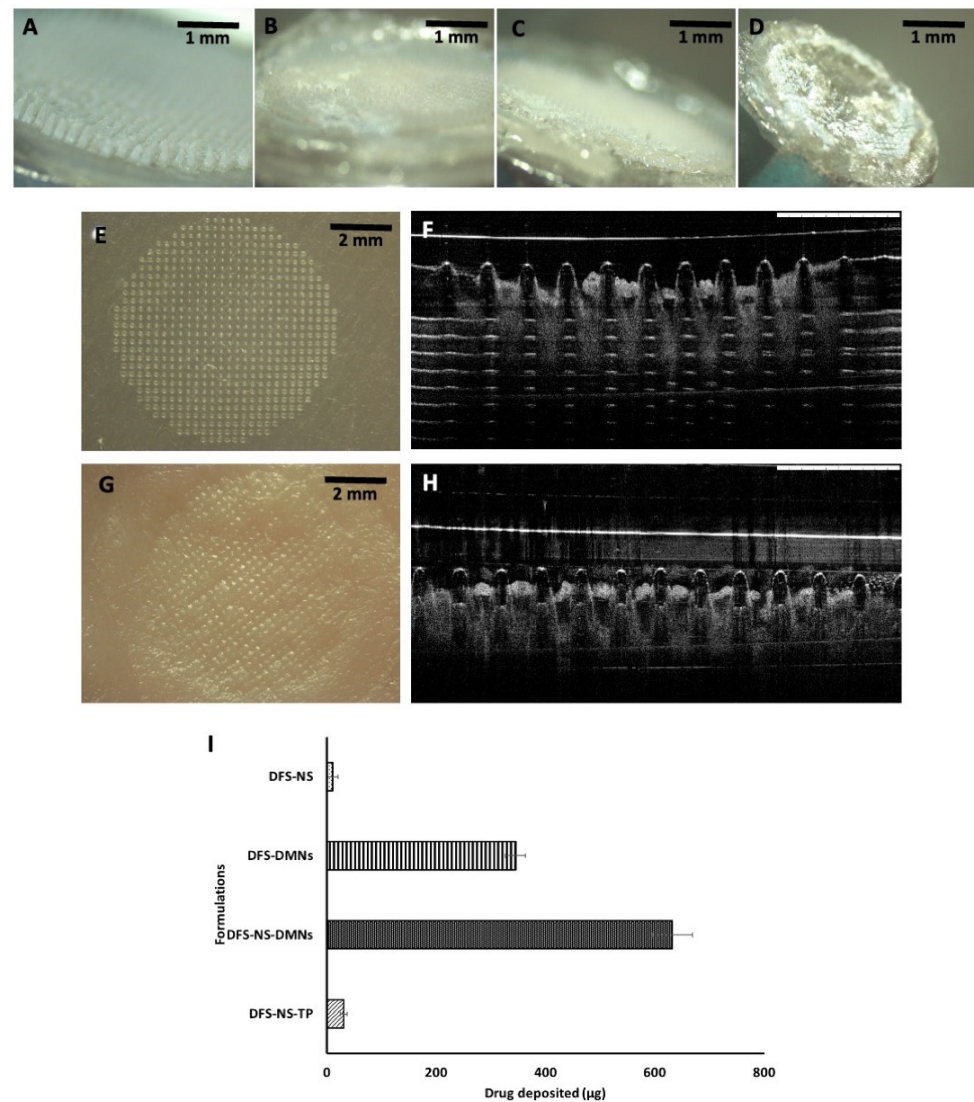 A
1 mm
B
1 mm
C
1 mm
D
1 mm
E
2 mm
F
G
2 mm
H
I
DFS-NS
DFS-DMNs
Formulations
DFS-NS-DMNs
DFS-NS-TP
0
200
400
600
800
Drug deposited (µg)